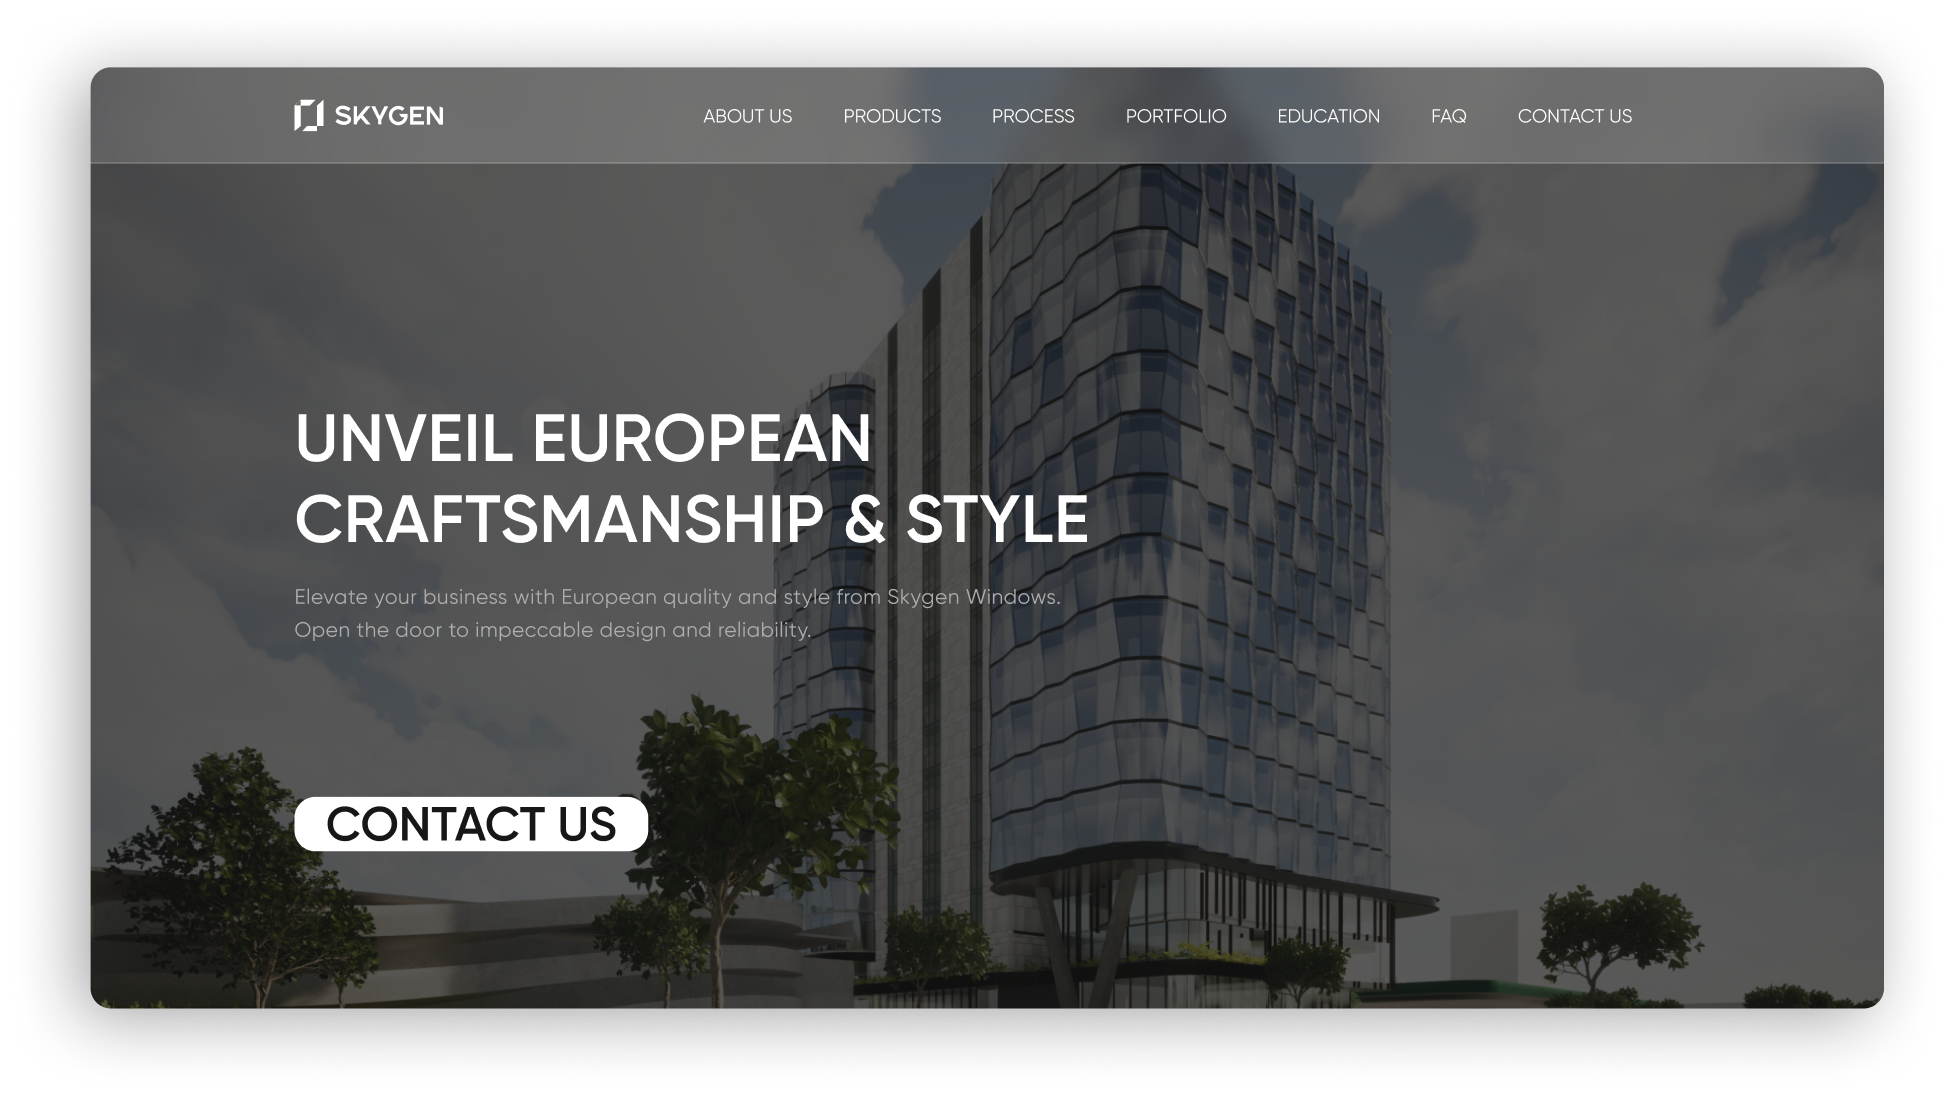 SKYGEN
ABOUT US
PRODUCTS
PROCESS
PORTFOLIO
EDUCATION
FAQ
CONTACT US
UNVEIL EUROPEAN
CRAFTSMANSHIP & STYLE
Elevate your business with European quality and style from Skygen Windows.
Open the door to impeccable design and reliability.
CONTACT US